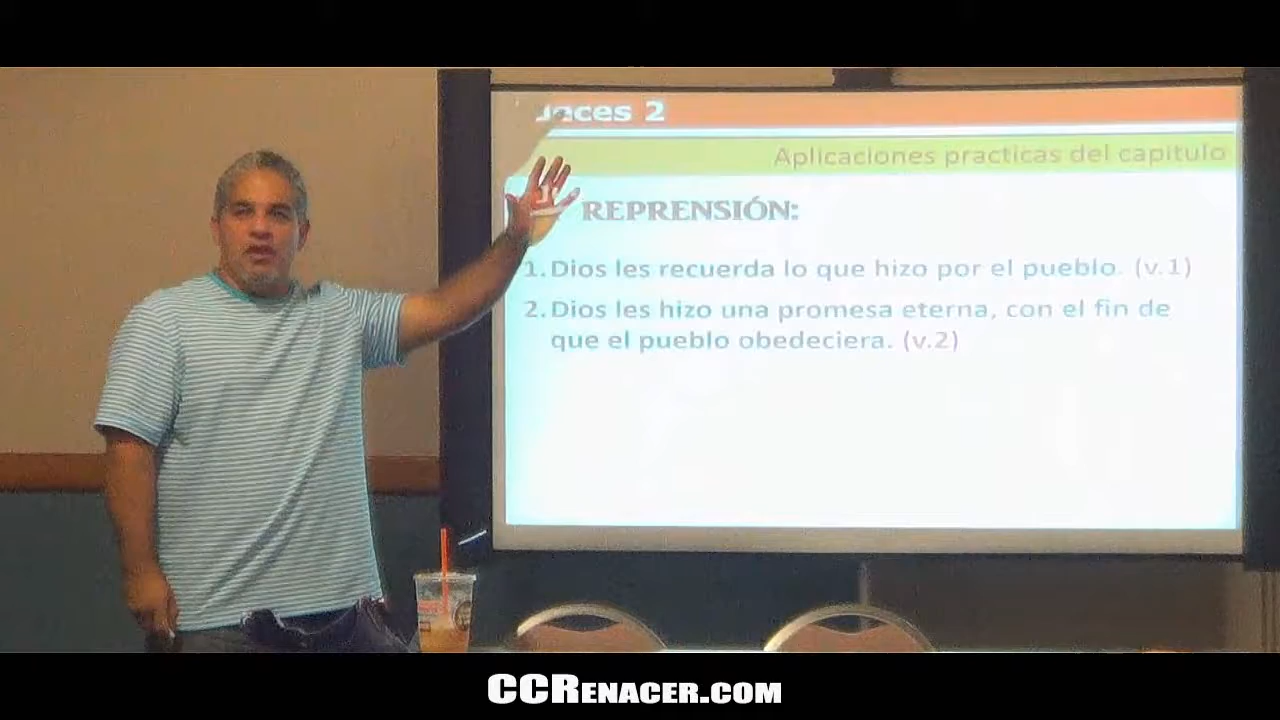 Jueces 2
Aplicaciones practicas del capitulo
REPRENSIÓN:
1. Dios les recuerda lo que hizo por el pueblo. (v.1)
2. Dios les hizo una promesa eterna, con el fin de
que el pueblo obedeciera. (v.2)
CCRENACER.COM